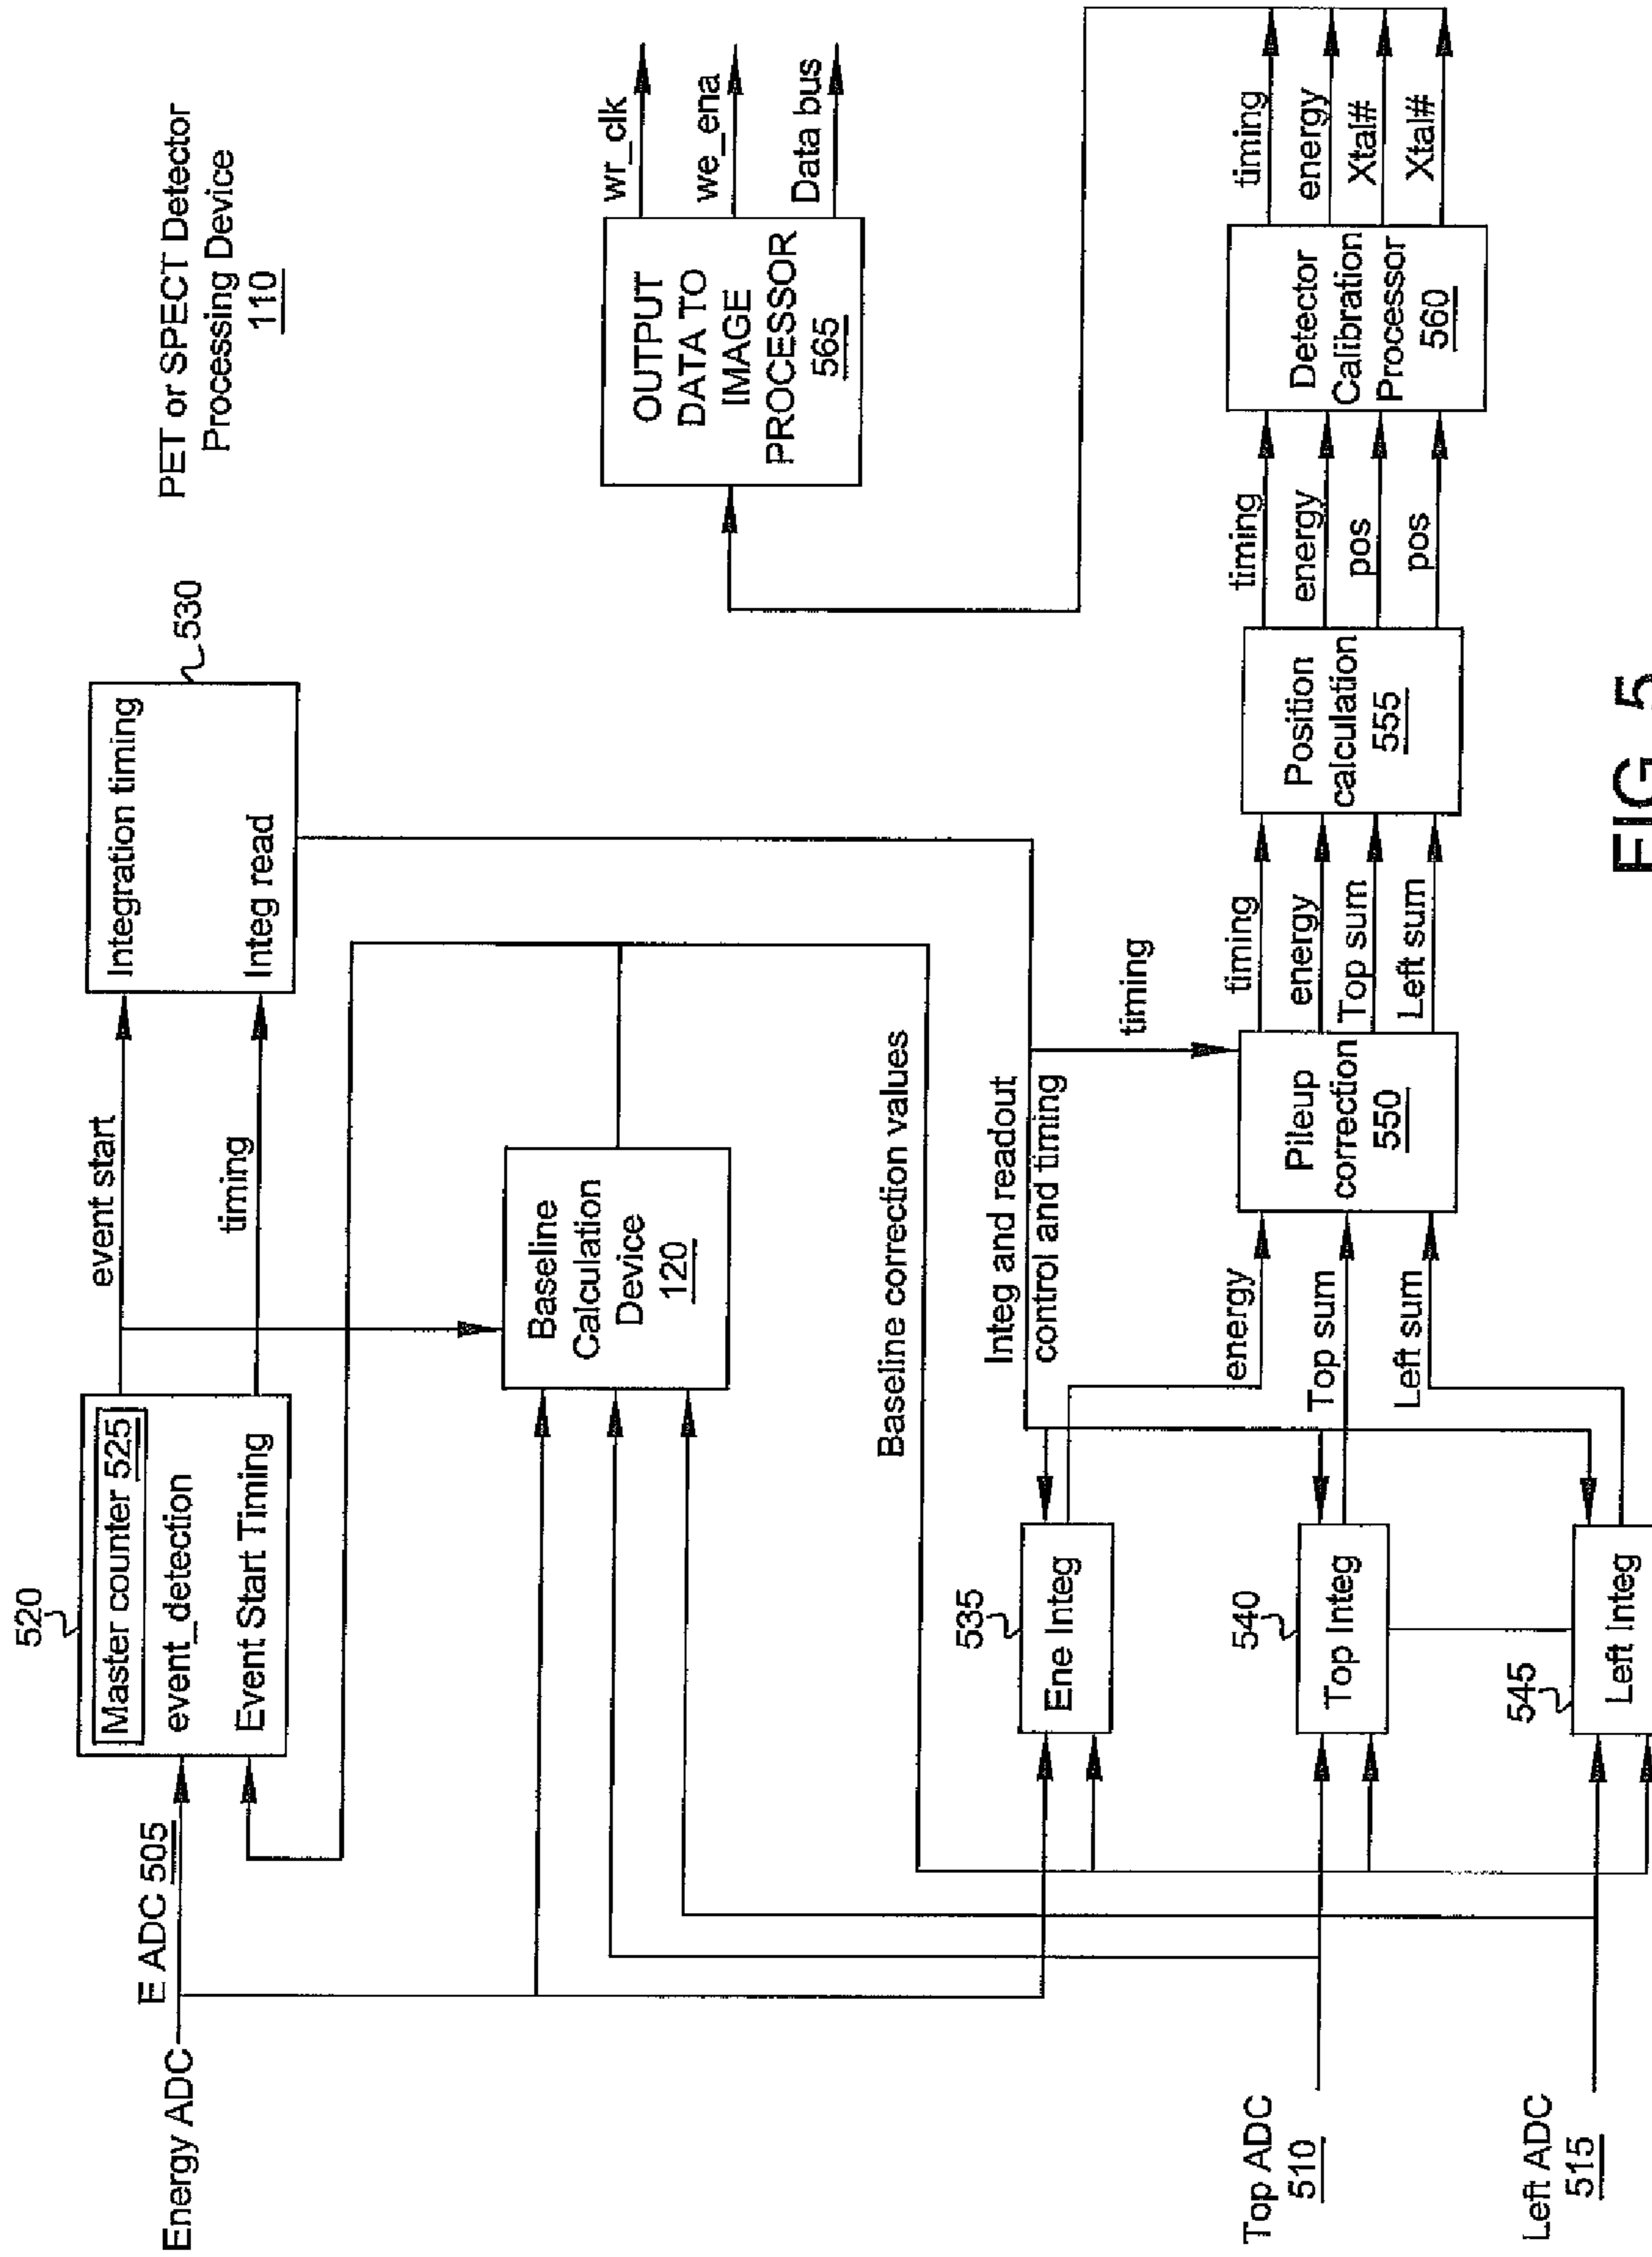 PET or SPECT Detector
Processing Device
110
520
Master counter 525
event_detection
Event Start Timing
Energy ADC
E ADC 505
event start
timing
530
Integration timing
Integ read
Baseline
Calculation
Device
120
OUTPUT
DATA TO
IMAGE
PROCESSOR
565
wr_clk
we_ena
Data bus
Baseline correction values
Integ and readout
control and timing
timing
535
Ene Integ
540
Top Integ
545
Left Integ
Top ADC
510
Left ADC
515
energy
Top sum
Left sum
Pileup
correction
550
timing
energy
Top sum
Left sum
Position
calculation
555
timing
energy
pos
pos
Detector
Calibration
Processor
560
timing
energy
Xtal#
Xtal#
FIG. 5